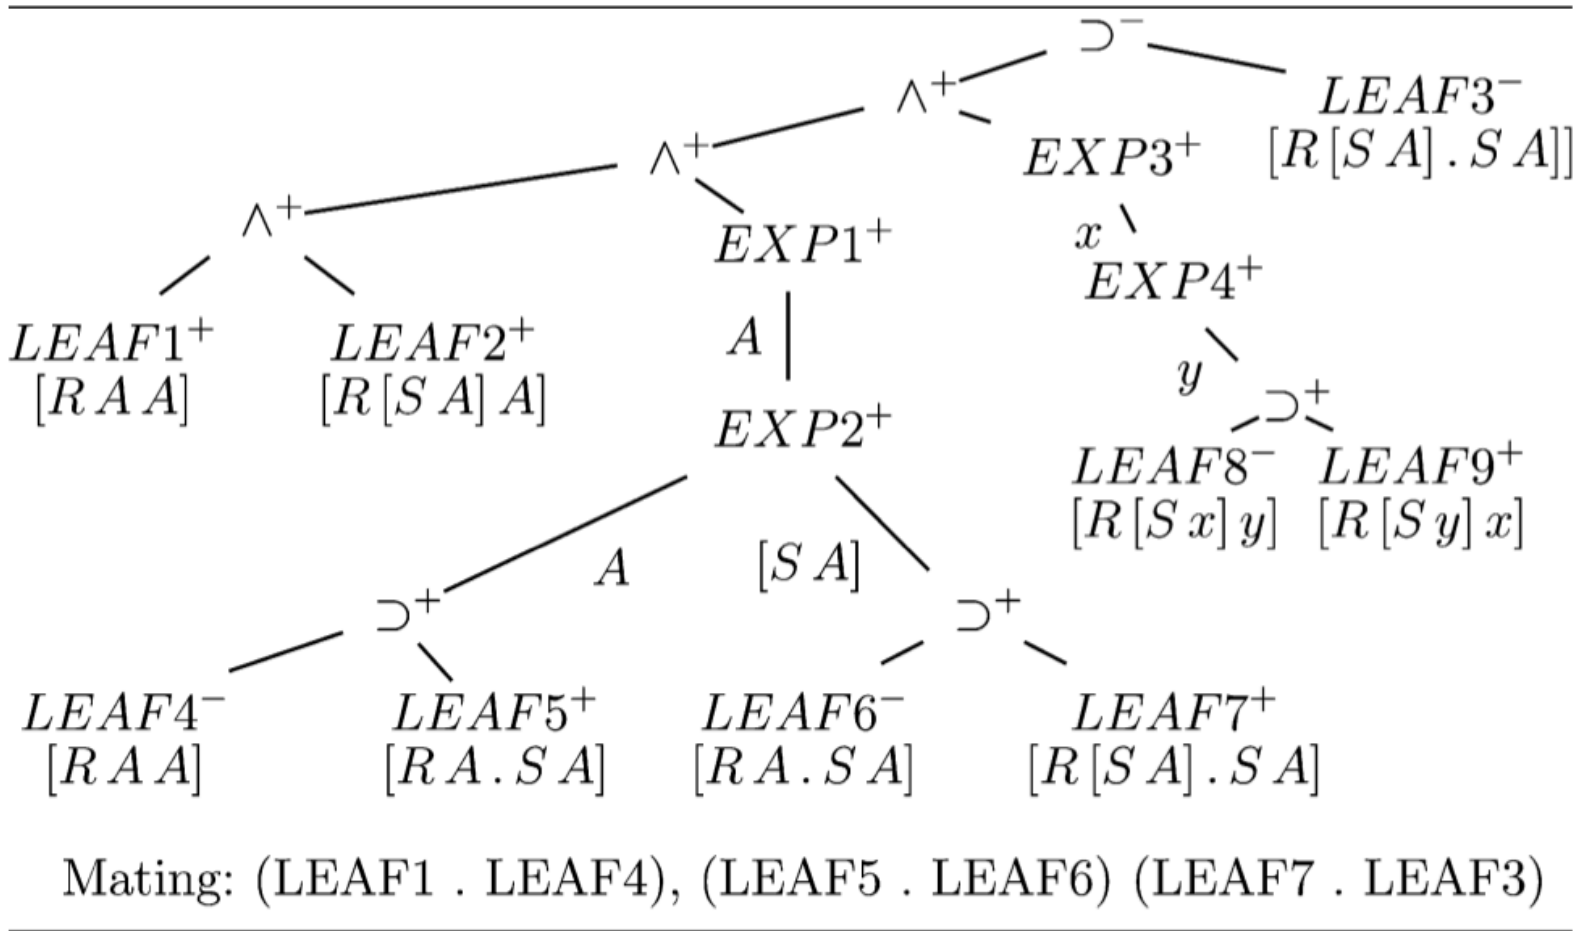 ⊃⁻
∧⁺ LEAF3⁻
[R [S A] . S A]]
∧⁺ EXP3⁺
∧⁺ EXP1⁺ x
EXP4⁺
LEAF1⁺ LEAF2⁺ A y
[R A A] [R [S A] A]
EXP2⁺ ⊃⁺
LEAF8⁻ LEAF9⁺
[R [S x] y] [R [S y] x]
A [S A]
⊃⁺ ⊃⁺
LEAF4⁻ LEAF5⁺ LEAF6⁻ LEAF7⁺
[R A A] [R A . S A] [R A . S A] [R [S A] . S A]
Mating: (LEAF1 . LEAF4), (LEAF5 . LEAF6) (LEAF7 . LEAF3)